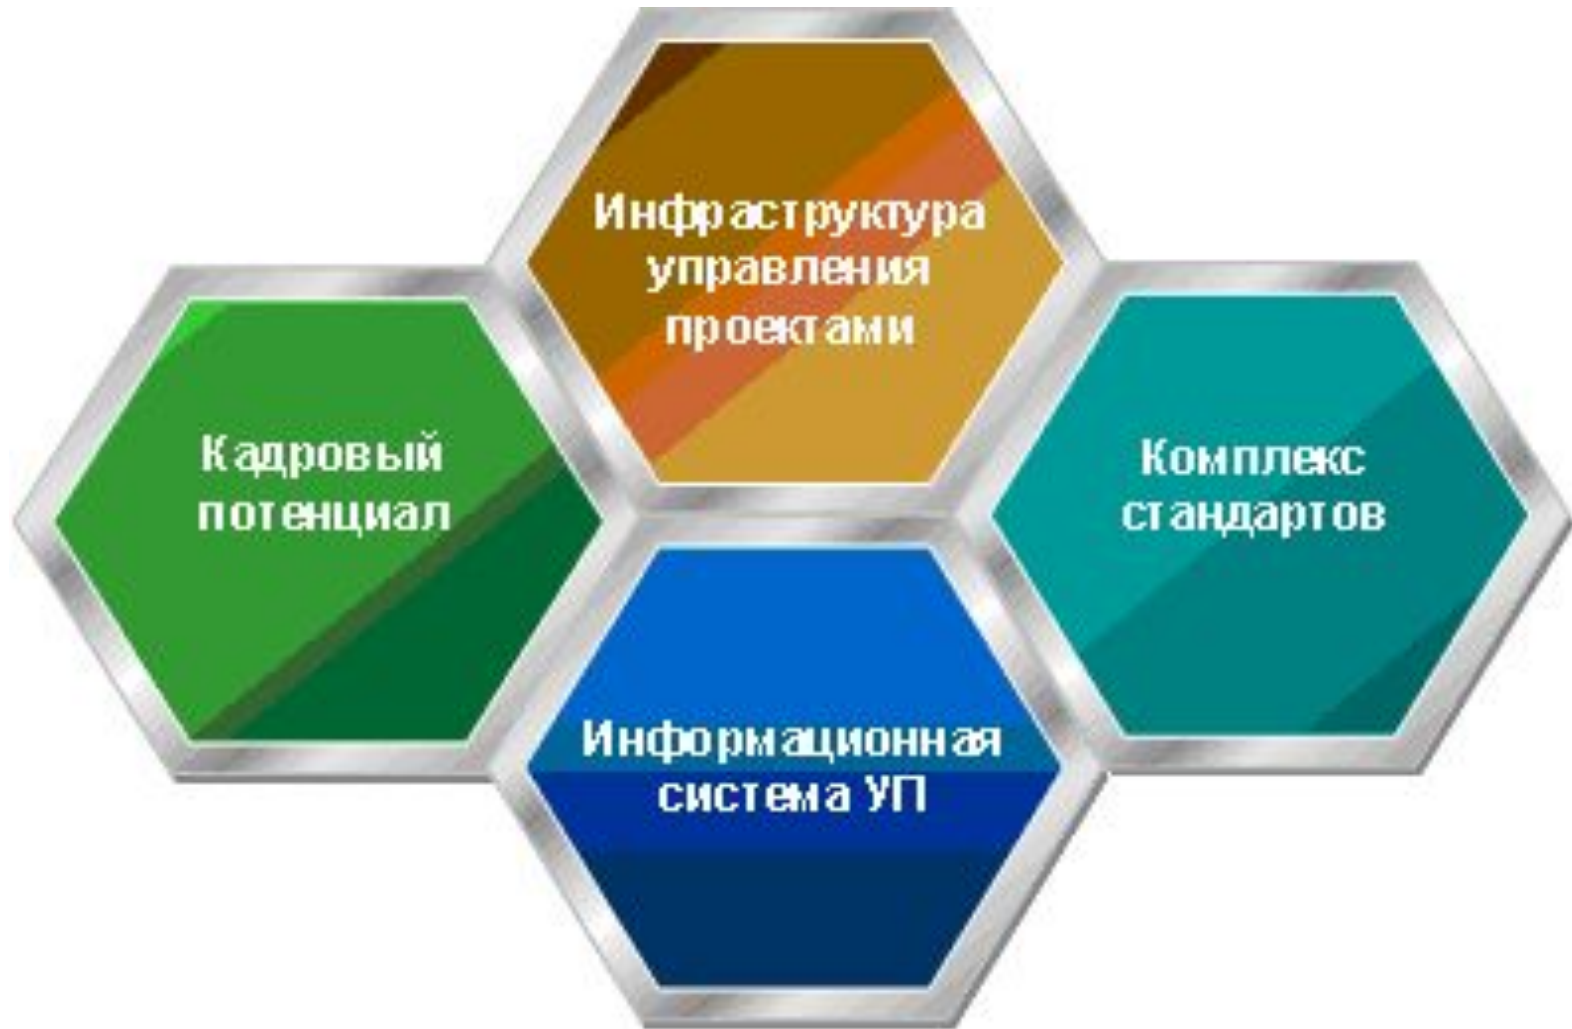 Инфраструктура
управления
проектами
Кадровый
потенциал
Комплекс
стандартов
Информационная
система УП